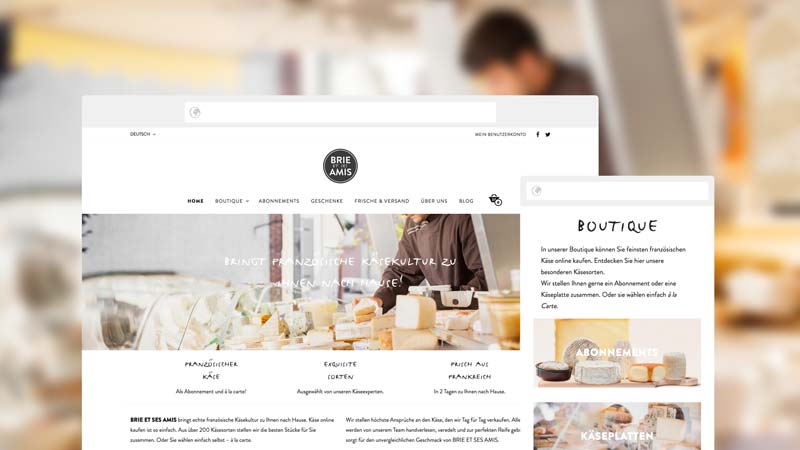 DEUTSCH
MEIN BENUTZERKONTO
BRIE
ET SES
AMIS
HOME BOUTIQUE ABONNEMENTS GESCHENKE FRISCHE & VERSAND ÜBER UNS BLOG
BRINGT FRANZÖSISCHE KÄSEKULTUR ZU
IHNEN NACH HAUSE!
FRANZÖSISCHER
KÄSE
Als Abonnement und à la carte!
EXQUISITE
SORTEN
Ausgewählt von unseren Käseexperten.
FRISCH AUS
FRANKREICH
In 2 Tagen zu Ihnen nach Hause.
BRIE ET SES AMIS bringt echte französische Käsekultur zu Ihnen nach Hause. Käse online
kaufen ist so einfach. Aus über 200 Käsesorten stellen wir die besten Stücke für Sie
zusammen. Oder Sie wählen einfach selbst – à la carte.
Wir stellen höchste Ansprüche an den Käse, den wir Tag für Tag verkaufen. Alle
werden von unserem Team handverlesen, veredelt und zur perfekten Reife geb
sorgt für den unvergleichlichen Geschmack von BRIE ET SES AMIS.
BOUTIQUE
In unserer Boutique können Sie feinsten französischen
Käse online kaufen. Entdecken Sie hier unsere
besonderen Käsesorten.
Wir stellen Ihnen gerne ein Abonnement oder eine
Käseplatte zusammen. Oder sie wählen einfach à la
Carte.
ABONNEMENTS
KÄSEPLATTEN